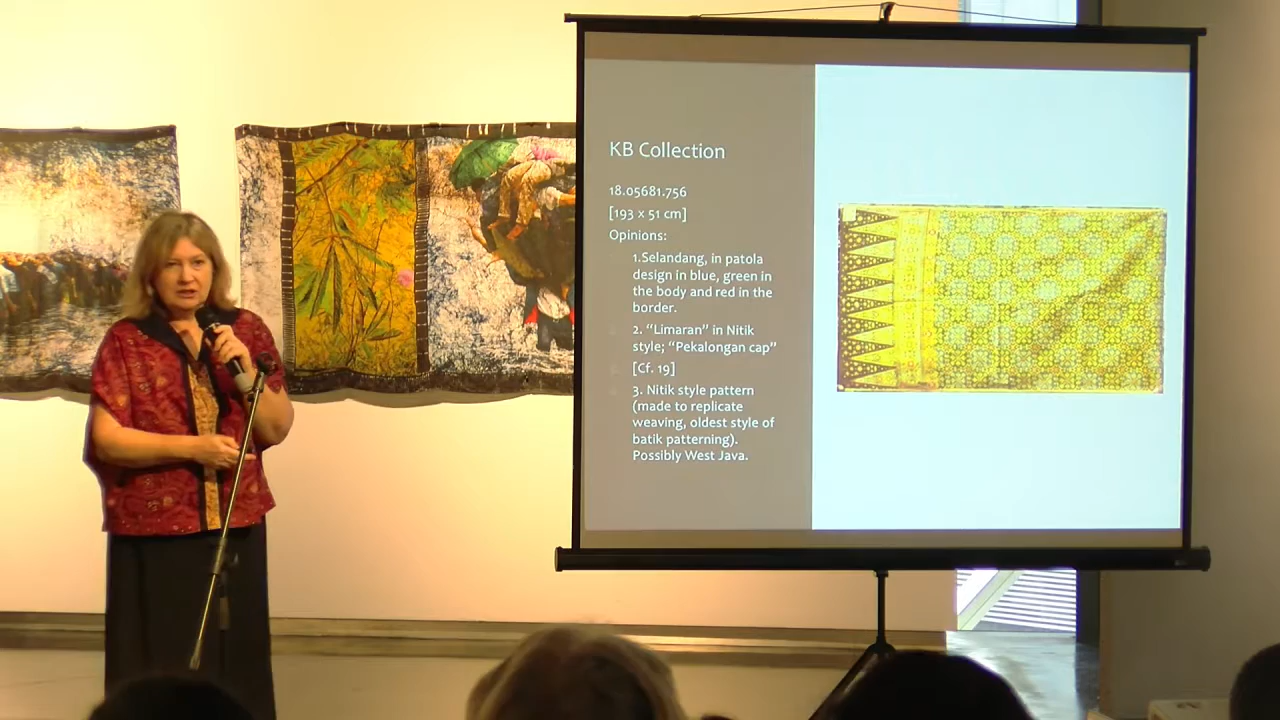 KB Collection
18.05681.756
[193 x 51 cm]
Opinions:
1.Selandang, in patola
design in blue, green in
the body and red in the
border.
2. “Limaran” in Nitik
style; “Pekalongan cap”
[Cf. 19]
3. Nitik style pattern
(made to replicate
weaving, oldest style of
batik patterning).
Possibly West Java.